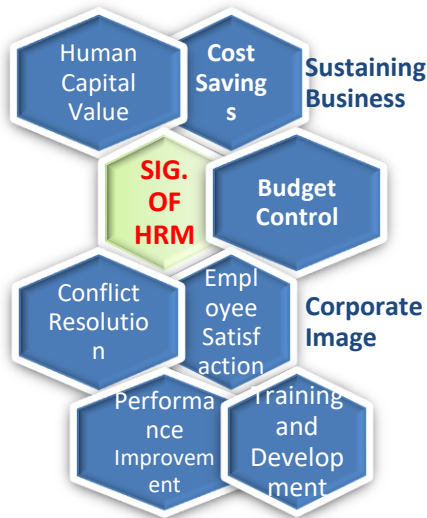 Human
Capital
Value
Cost
Saving
s
Sustaining
Business
SIG.
OF
HRM
Budget
Control
Conflict
Resolutio
n
Empl
oyee
Satisf
action
Corporate
Image
Performa
nce
Improvem
ent
Training
and
Develop
ment